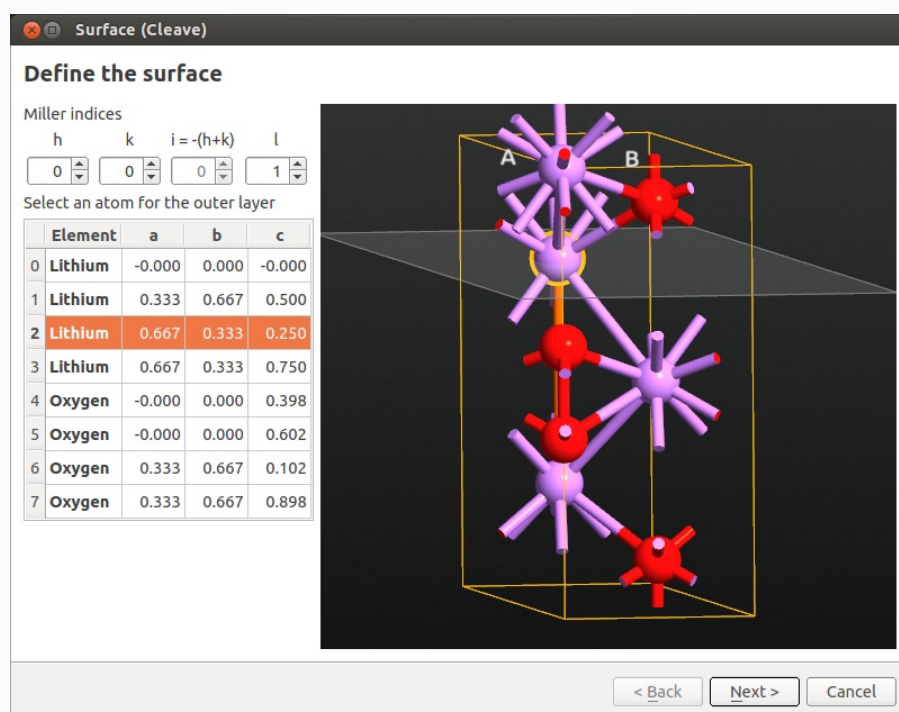 Surface (Cleave)
Define the surface
Miller indices
h k i = -(h+k) l
0 0 0 1
Select an atom for the outer layer
Element a b c
0 Lithium -0.000 0.000 -0.000
1 Lithium 0.333 0.667 0.500
2 Lithium 0.667 0.333 0.250
3 Lithium 0.667 0.333 0.750
4 Oxygen -0.000 0.000 0.398
5 Oxygen -0.000 0.000 0.602
6 Oxygen 0.333 0.667 0.102
7 Oxygen 0.333 0.667 0.898
A B
< Back Next > Cancel